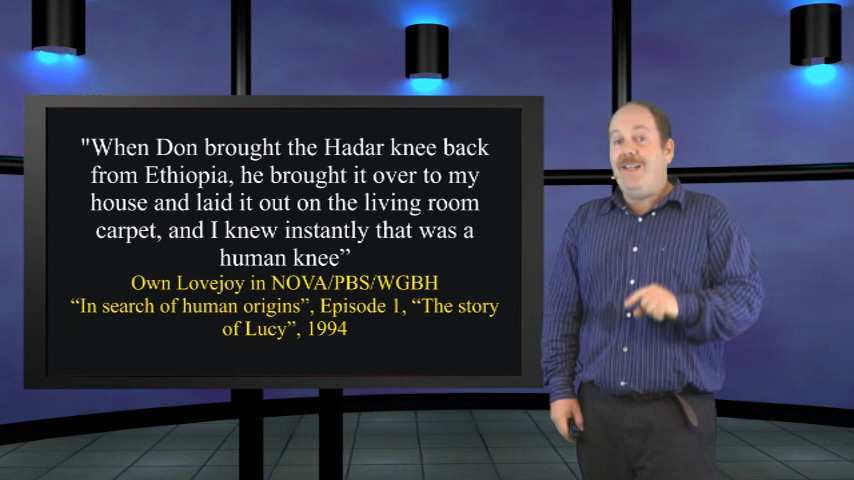 "When Don brought the Hadar knee back
from Ethiopia, he brought it over to my
house and laid it out on the living room
carpet, and I knew instantly that was a
human knee”
Own Lovejoy in NOVA/PBS/WGBH
“In search of human origins”, Episode 1, “The story
of Lucy”, 1994